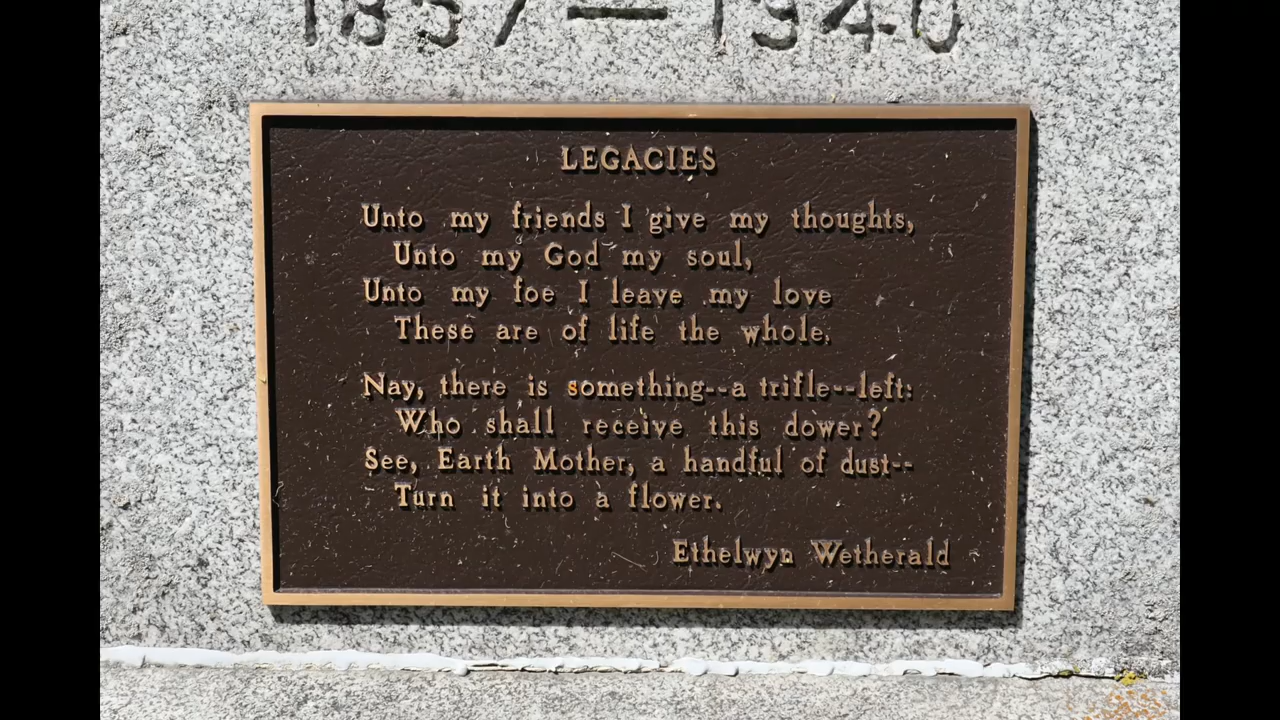 1857—1940
LEGACIES
Unto my friends I give my thoughts,
Unto my God my soul,
Unto my foe I leave my love
These are of life the whole.
Nay, there is something--a trifle--left:
Who shall receive this dower?
See, Earth Mother, a handful of dust--
Turn it into a flower.
Ethelwyn Wetherald